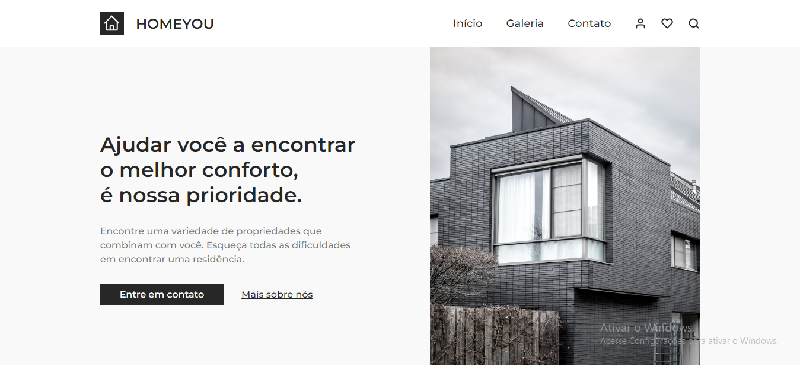 HOMEYOU
Início Galeria Contato
Ajudar você a encontrar
o melhor conforto,
é nossa prioridade.
Encontre uma variedade de propriedades que
combinam com você. Esqueça todas as dificuldades
em encontrar uma residência.
Entre em contato Mais sobre nós
Ativar o Windows
Acesse Configurações para ativar o Windows.